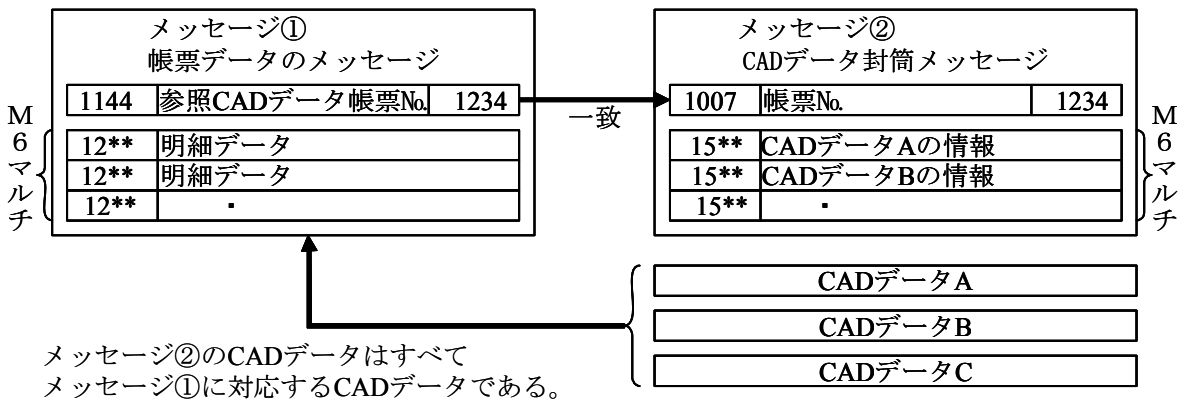 メッセージ①
帳票データのメッセージ
1144 参照CADデータ帳票№ 1234
M6マルチ
12** 明細データ
12** 明細データ
12** ・
一致
メッセージ②
CADデータ封筒メッセージ
1007 帳票№ 1234
15** CADデータAの情報
15** CADデータBの情報
15** ・
M6マルチ
CADデータA
CADデータB
CADデータC
メッセージ②のCADデータはすべて
メッセージ①に対応するCADデータである。